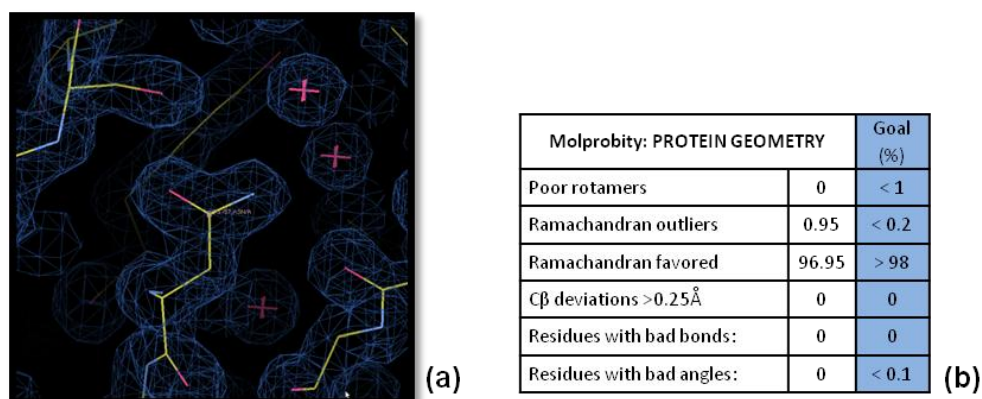 (a)
Molprobity: PROTEIN GEOMETRY Goal (%)
Poor rotamers 0 < 1
Ramachandran outliers 0.95 < 0.2
Ramachandran favored 96.95 > 98
Cβ deviations >0.25Å 0 0
Residues with bad bonds: 0 0
Residues with bad angles: 0 < 0.1
(b)